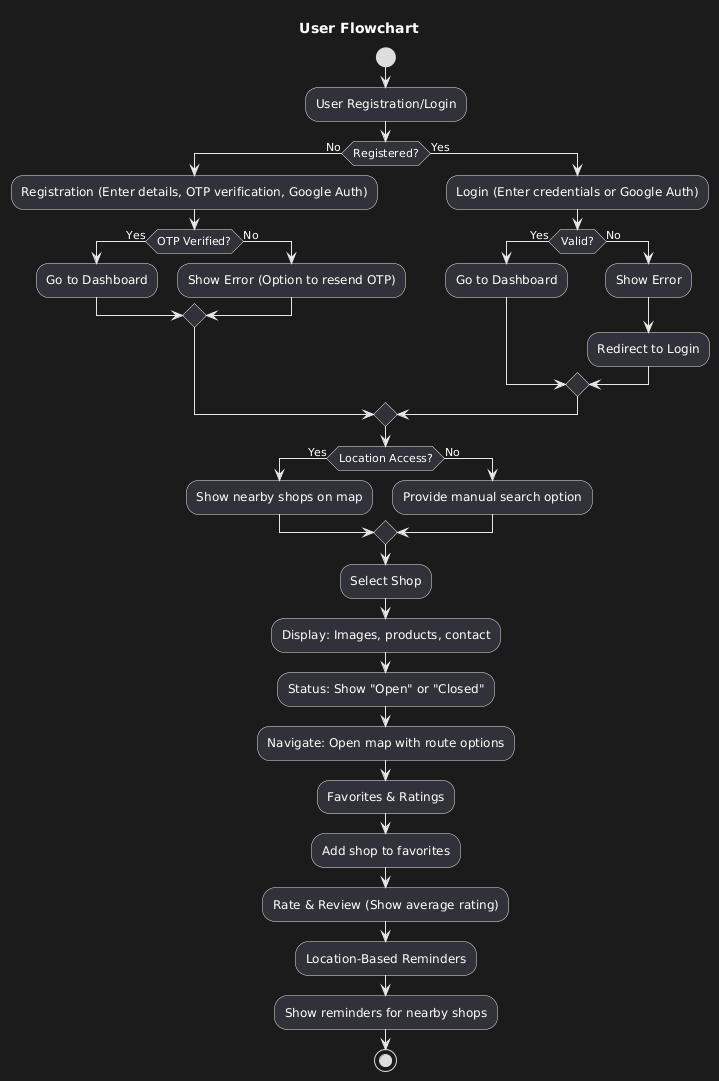 User Flowchart
User Registration/Login
No
Registered?
Yes
Registration (Enter details, OTP verification, Google Auth)
Login (Enter credentials or Google Auth)
Yes
OTP Verified?
No
Yes
Valid?
No
Go to Dashboard
Show Error (Option to resend OTP)
Go to Dashboard
Show Error
Redirect to Login
Yes
Location Access?
No
Show nearby shops on map
Provide manual search option
Select Shop
Display: Images, products, contact
Status: Show "Open" or "Closed"
Navigate: Open map with route options
Favorites & Ratings
Add shop to favorites
Rate & Review (Show average rating)
Location-Based Reminders
Show reminders for nearby shops